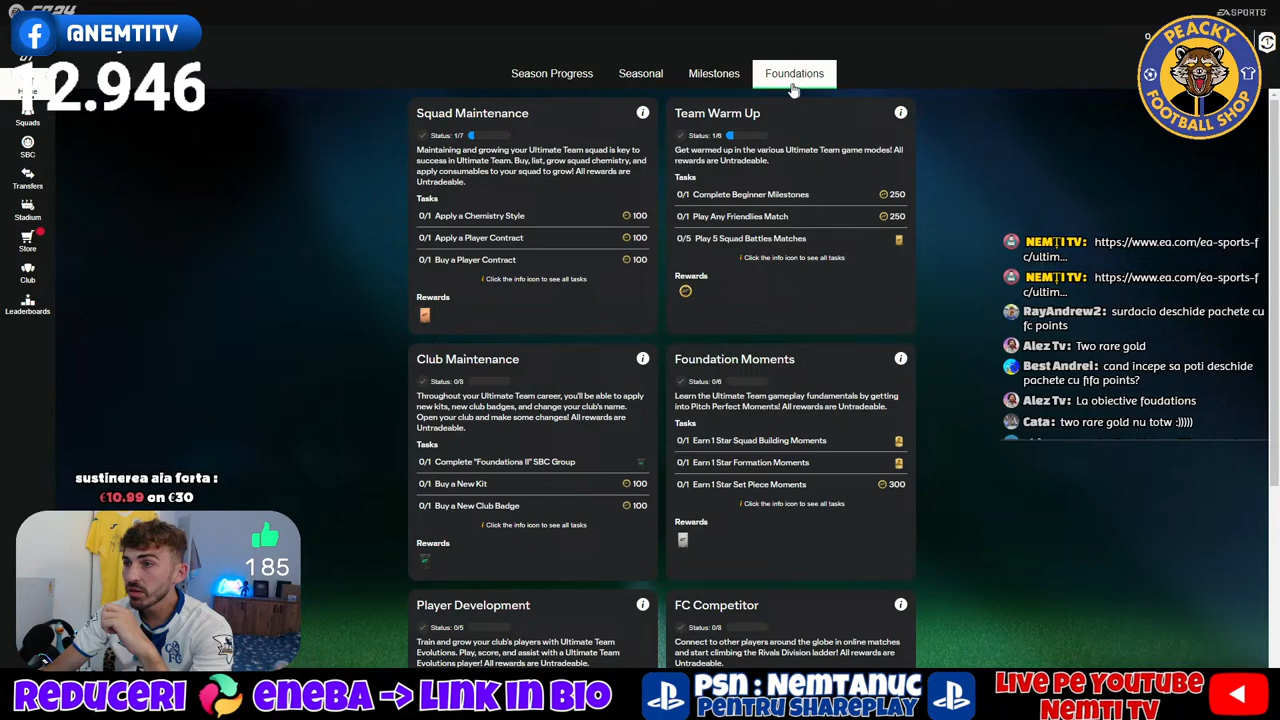 @NEMTITV
EA SPORTS
12.946
Season Progress
Seasonal
Milestones
Foundations
PEACKY
FOOTBALL SHOP
Squads
SBC
Transfers
Stadium
Store
Club
Leaderboards
Squad Maintenance
Status: 1/7
Maintaining and growing your Ultimate Team squad is key to
success in Ultimate Team. Buy, list, grow squad chemistry, and
apply consumables to your squad to grow! All rewards are
Untradeable.
Tasks
0/1 Apply a Chemistry Style 100
0/1 Apply a Player Contract 100
0/1 Buy a Player Contract 100
i Click the info icon to see all tasks
Rewards
Team Warm Up
Status: 1/6
Get warmed up in the various Ultimate Team game modes! All
rewards are Untradeable.
Tasks
0/1 Complete Beginner Milestones 250
0/1 Play Any Friendlies Match 250
0/5 Play 5 Squad Battles Matches
i Click the info icon to see all tasks
Rewards
Club Maintenance
Status: 0/8
Throughout your Ultimate Team career, you'll be able to apply
new kits, new club badges, and change your club's name.
Open your club and make some changes! All rewards are
Untradeable.
Tasks
0/1 Complete "Foundations II" SBC Group
0/1 Buy a New Kit 100
0/1 Buy a New Club Badge 100
i Click the info icon to see all tasks
Rewards
Foundation Moments
Status: 0/6
Learn the Ultimate Team gameplay fundamentals by getting
into Pitch Perfect Moments! All rewards are Untradeable.
Tasks
0/1 Earn 1 Star Squad Building Moments
0/1 Earn 1 Star Formation Moments
0/1 Earn 1 Star Set Piece Moments 300
i Click the info icon to see all tasks
Rewards
Player Development
Status: 0/5
Train and grow your club's players with Ultimate Team
Evolutions. Play, score, and assist with a Ultimate Team
Evolutions player! All rewards are Untradeable.
FC Competitor
Status: 0/8
Connect to other players around the globe in online matches
and start climbing the Rivals Division ladder! All rewards are
Untradeable.
NEMȚI TV: https://www.ea.com/ea-sports-f
c/ultim...
NEMȚI TV: https://www.ea.com/ea-sports-f
c/ultim...
RayAndrew2: surdacio deschide pachete cu
fc points
Alez Tv: Two rare gold
Best Andrei: cand incepe sa poti deschide
pachete cu fifa points?
Alez Tv: La obiective foudations
Cata: two rare gold nu totw :)))))
sustinerea aia forta :
€10.99 on €30
185
REDUCERI ENEBA -> LINK IN BIO
PSN : NEMTANUC
PENTRU SHAREPLAY
LIVE PE YOUTUBE
NEMTI TV